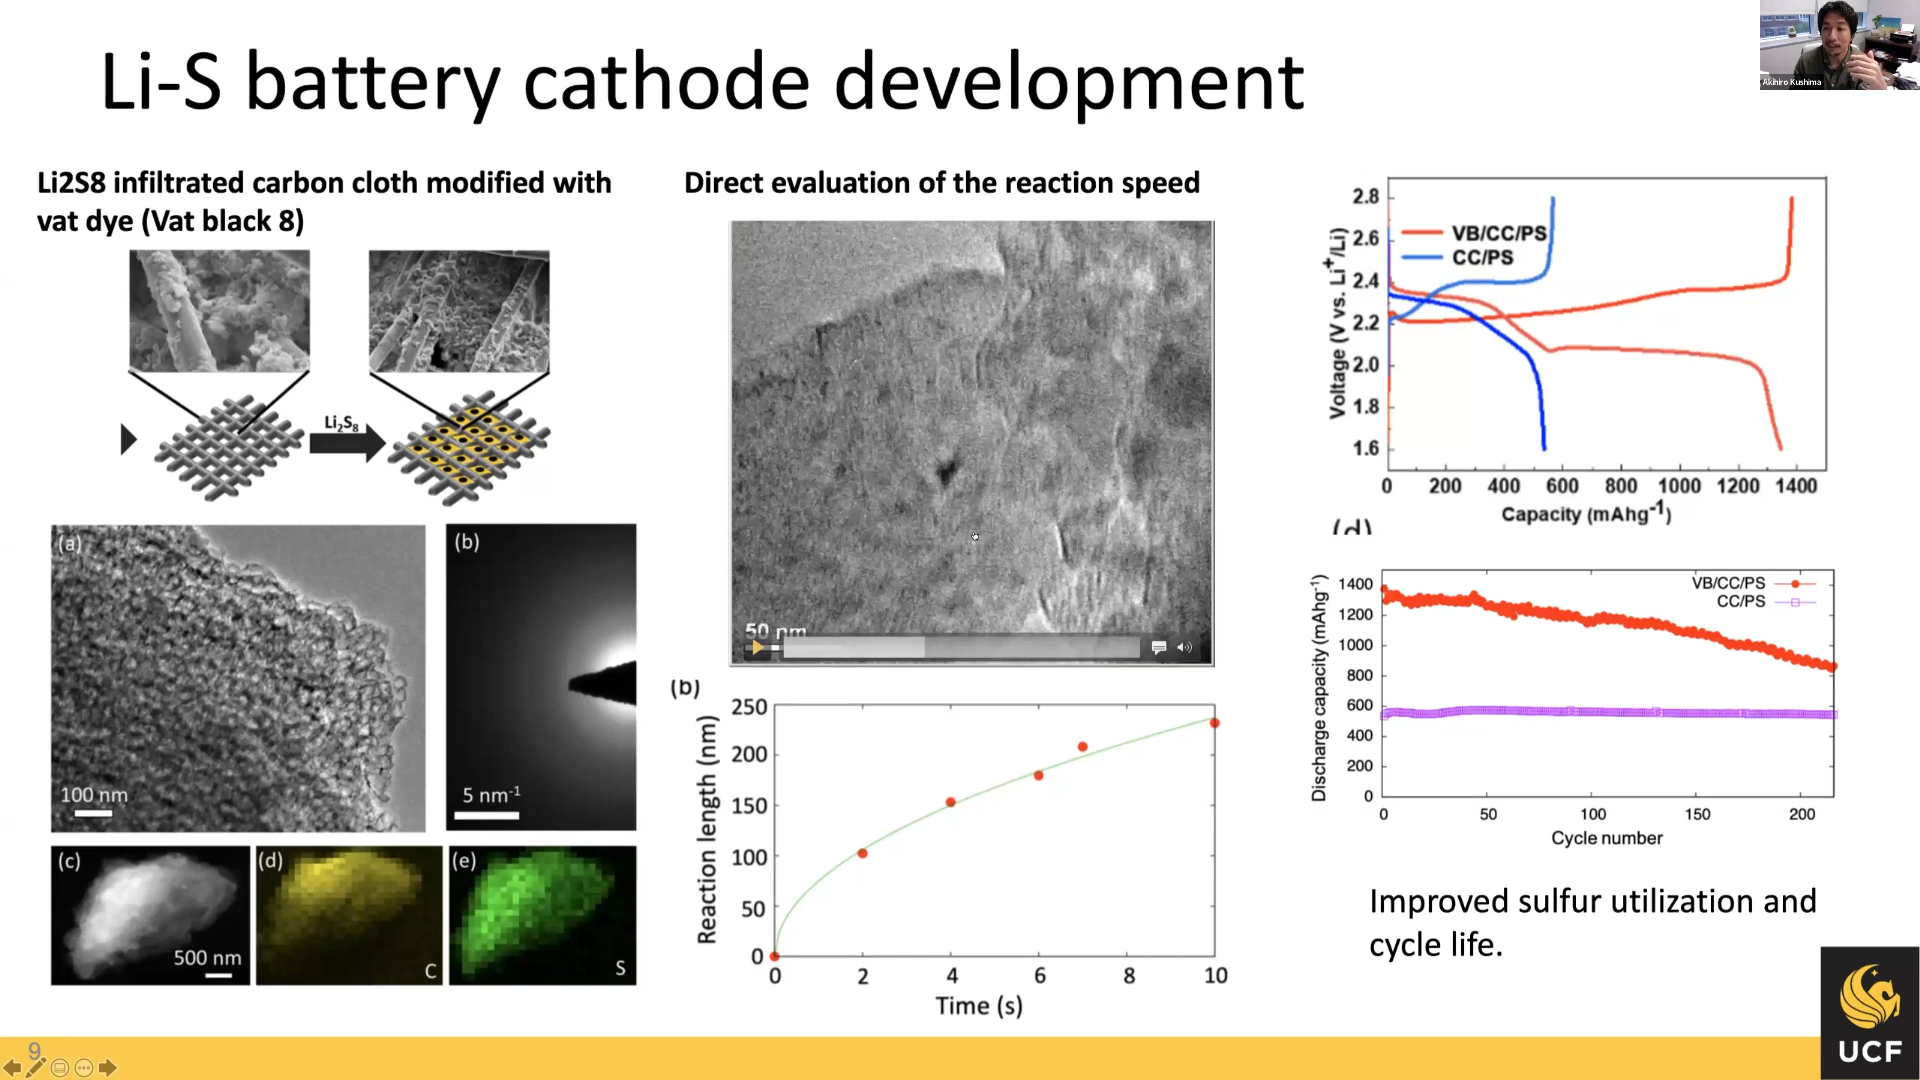 Li-S battery cathode development
Akihiro Kushima
Li2S8 infiltrated carbon cloth modified with
vat dye (Vat black 8)
Li₂S₈
(a)
100 nm
(b)
5 nm⁻¹
(c)
500 nm
(d)
C
(e)
S
Direct evaluation of the reaction speed
50 nm
(b)
Reaction length (nm)
250
200
150
100
50
0
0 2 4 6 8 10
Time (s)
Voltage (V vs. Li⁺/Li)
2.8
2.6
2.4
2.2
2.0
1.8
1.6
VB/CC/PS
CC/PS
0 200 400 600 800 1000 1200 1400
Capacity (mAhg⁻¹)
(d)
Discharge capacity (mAhg⁻¹)
1400
1200
1000
800
600
400
200
0
VB/CC/PS
CC/PS
0 50 100 150 200
Cycle number
Improved sulfur utilization and
cycle life.
UCF
9